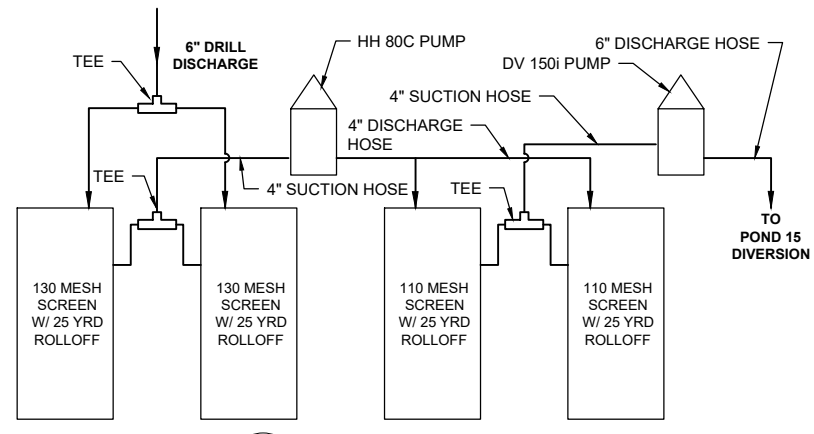 6" DRILL
DISCHARGE
TEE
HH 80C PUMP
6" DISCHARGE HOSE
DV 150i PUMP
4" SUCTION HOSE
4" DISCHARGE
HOSE
TEE
4" SUCTION HOSE
TEE
TO
POND 15
DIVERSION
130 MESH
SCREEN
W/ 25 YRD
ROLLOFF
130 MESH
SCREEN
W/ 25 YRD
ROLLOFF
110 MESH
SCREEN
W/ 25 YRD
ROLLOFF
110 MESH
SCREEN
W/ 25 YRD
ROLLOFF